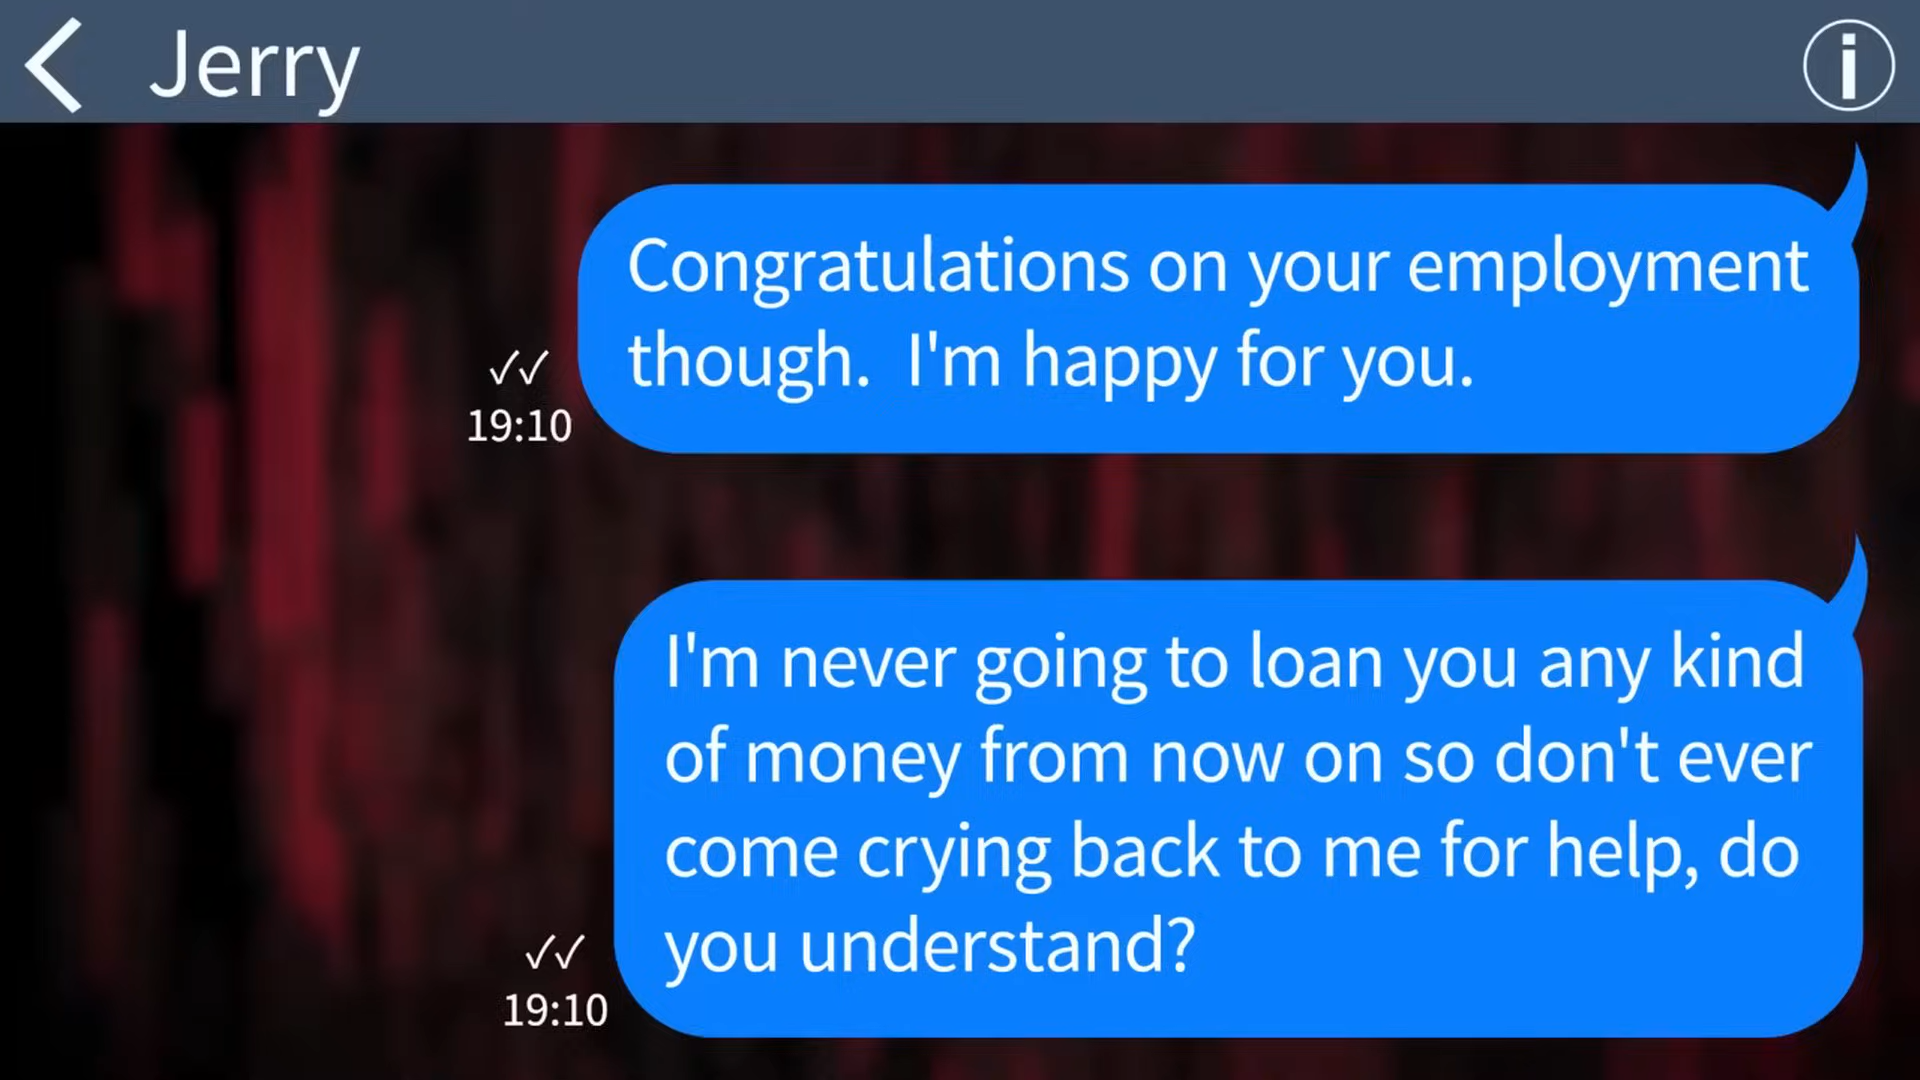 Jerry
Congratulations on your employment
though.  I'm happy for you.
✓✓
19:10
I'm never going to loan you any kind
of money from now on so don't ever
come crying back to me for help, do
you understand?
✓✓
19:10